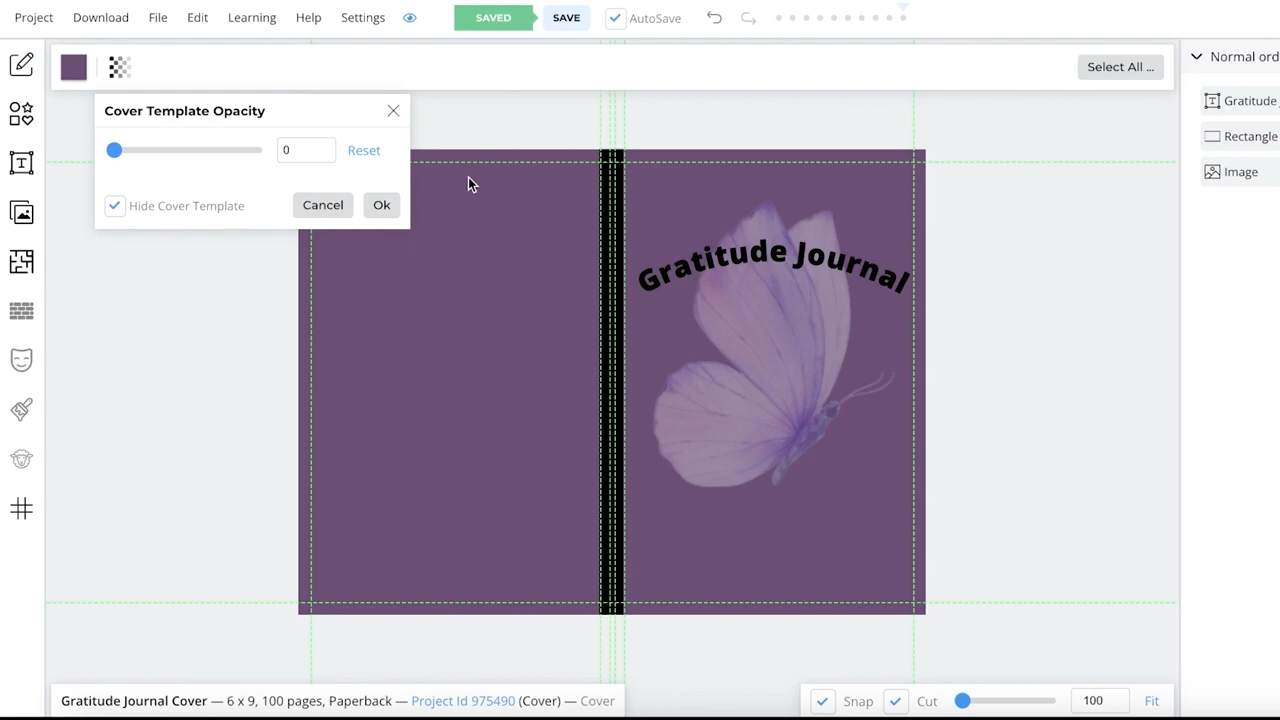 Project Download File Edit Learning Help Settings SAVED SAVE AutoSave
Select All ...
Normal ord
Cover Template Opacity
0 Reset
Hide Cover Template Cancel Ok
Gratitude
Rectangle
Image
Gratitude Journal
Gratitude Journal Cover — 6 x 9, 100 pages, Paperback — Project Id 975490 (Cover) — Cover
Snap Cut 100 Fit